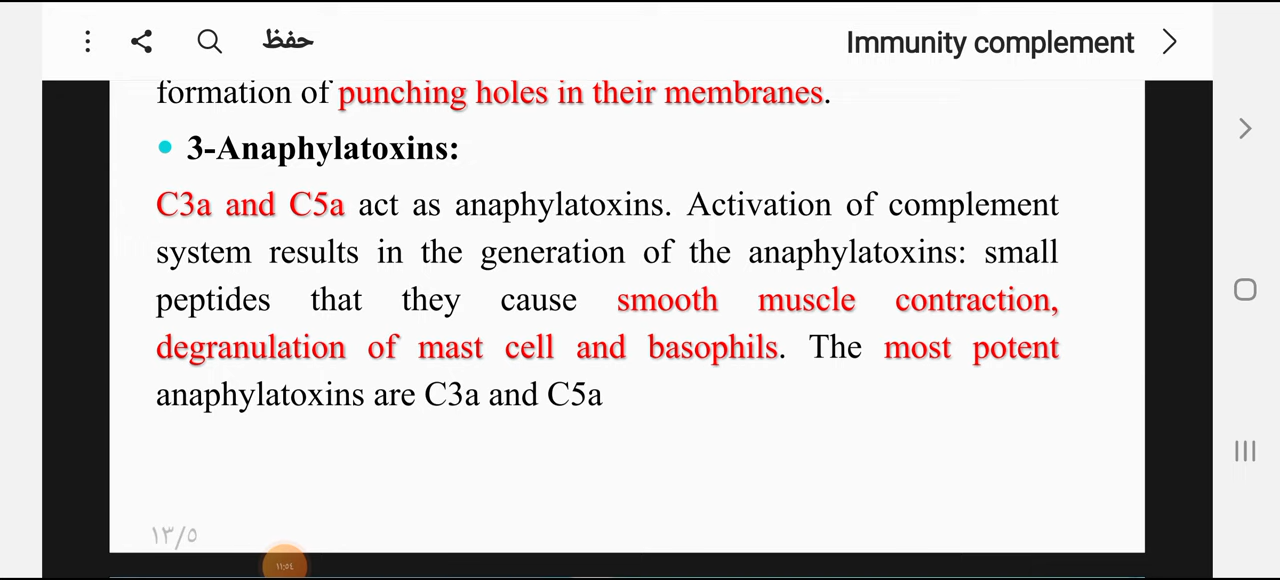 حفظ
Immunity complement
formation of punching holes in their membranes.
• 3-Anaphylatoxins:
C3a and C5a act as anaphylatoxins. Activation of complement
system results in the generation of the anaphylatoxins: small
peptides that they cause smooth muscle contraction,
degranulation of mast cell and basophils. The most potent
anaphylatoxins are C3a and C5a
١٣/٥
١١:٥٤